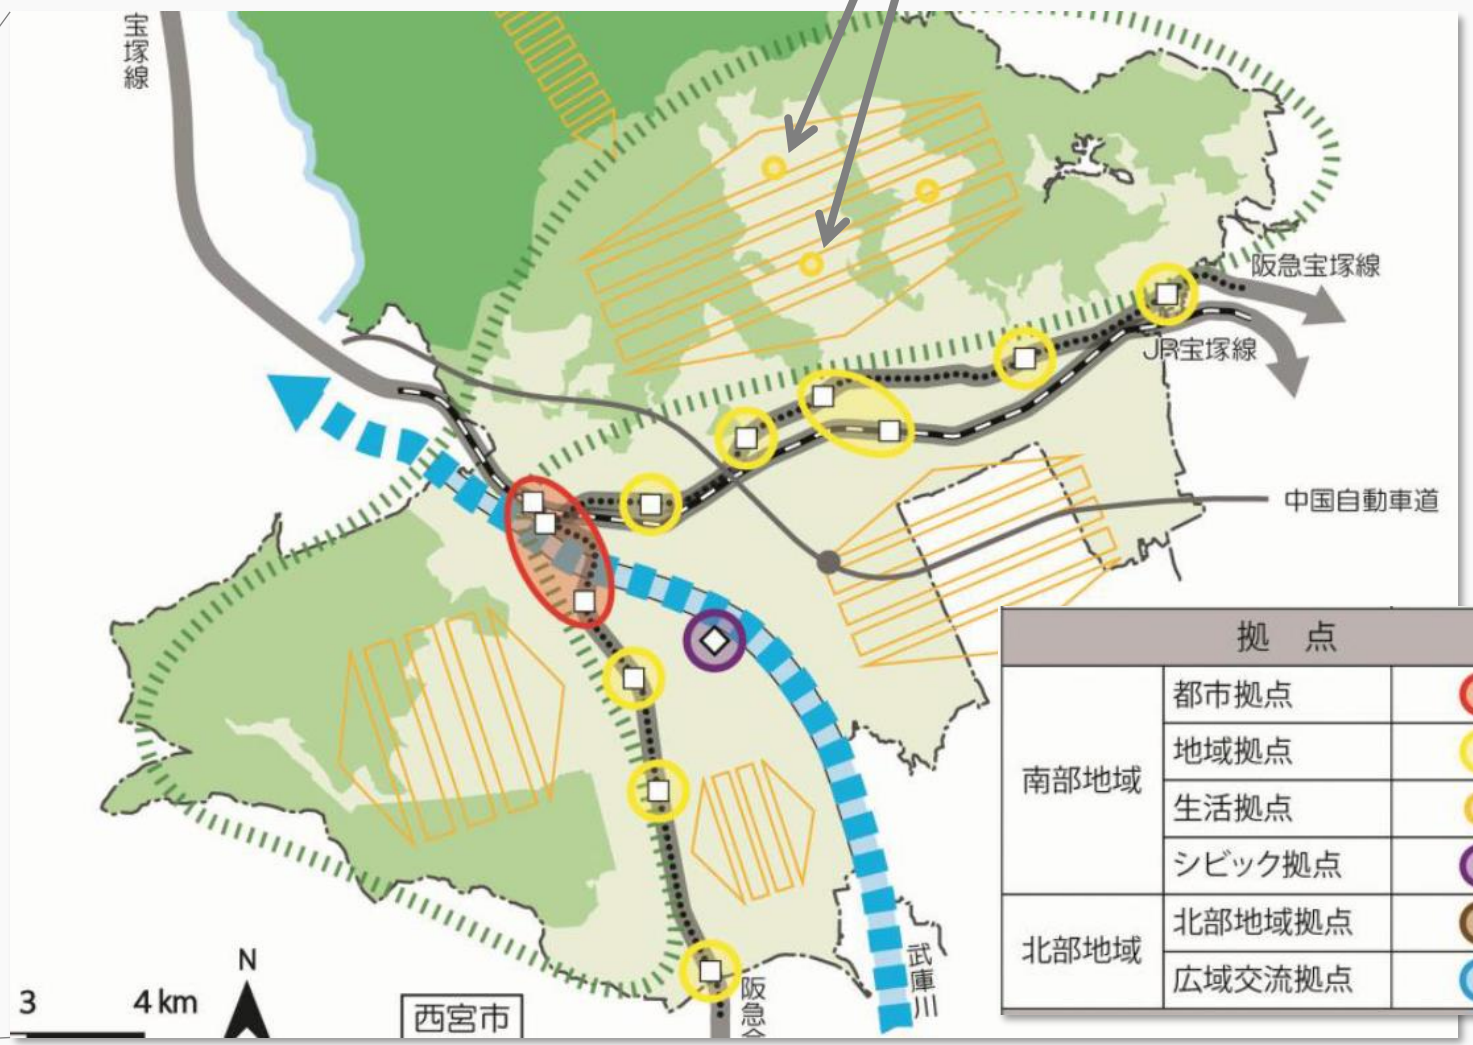 宝塚線
阪急宝塚線
JR宝塚線
中国自動車道
拠 点
南部地域
都市拠点
地域拠点
生活拠点
シビック拠点
北部地域
北部地域拠点
広域交流拠点
武庫川
阪急
N
3 4 km
西宮市